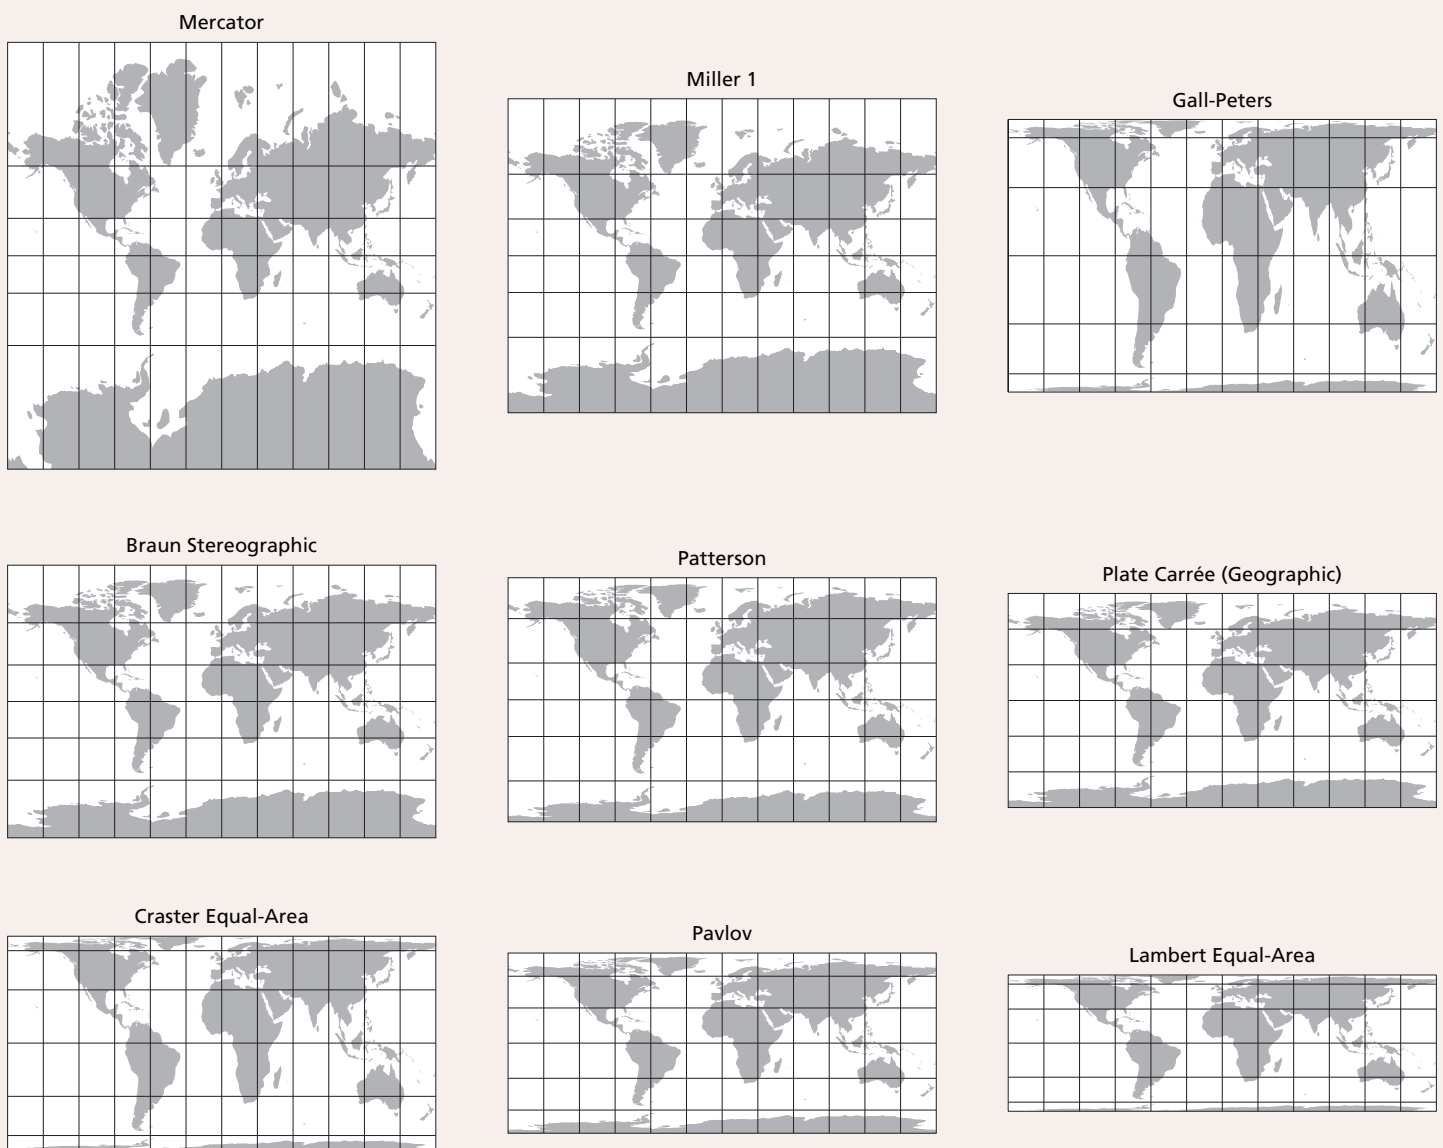 Mercator
Miller 1
Gall-Peters
Braun Stereographic
Patterson
Plate Carrée (Geographic)
Craster Equal-Area
Pavlov
Lambert Equal-Area